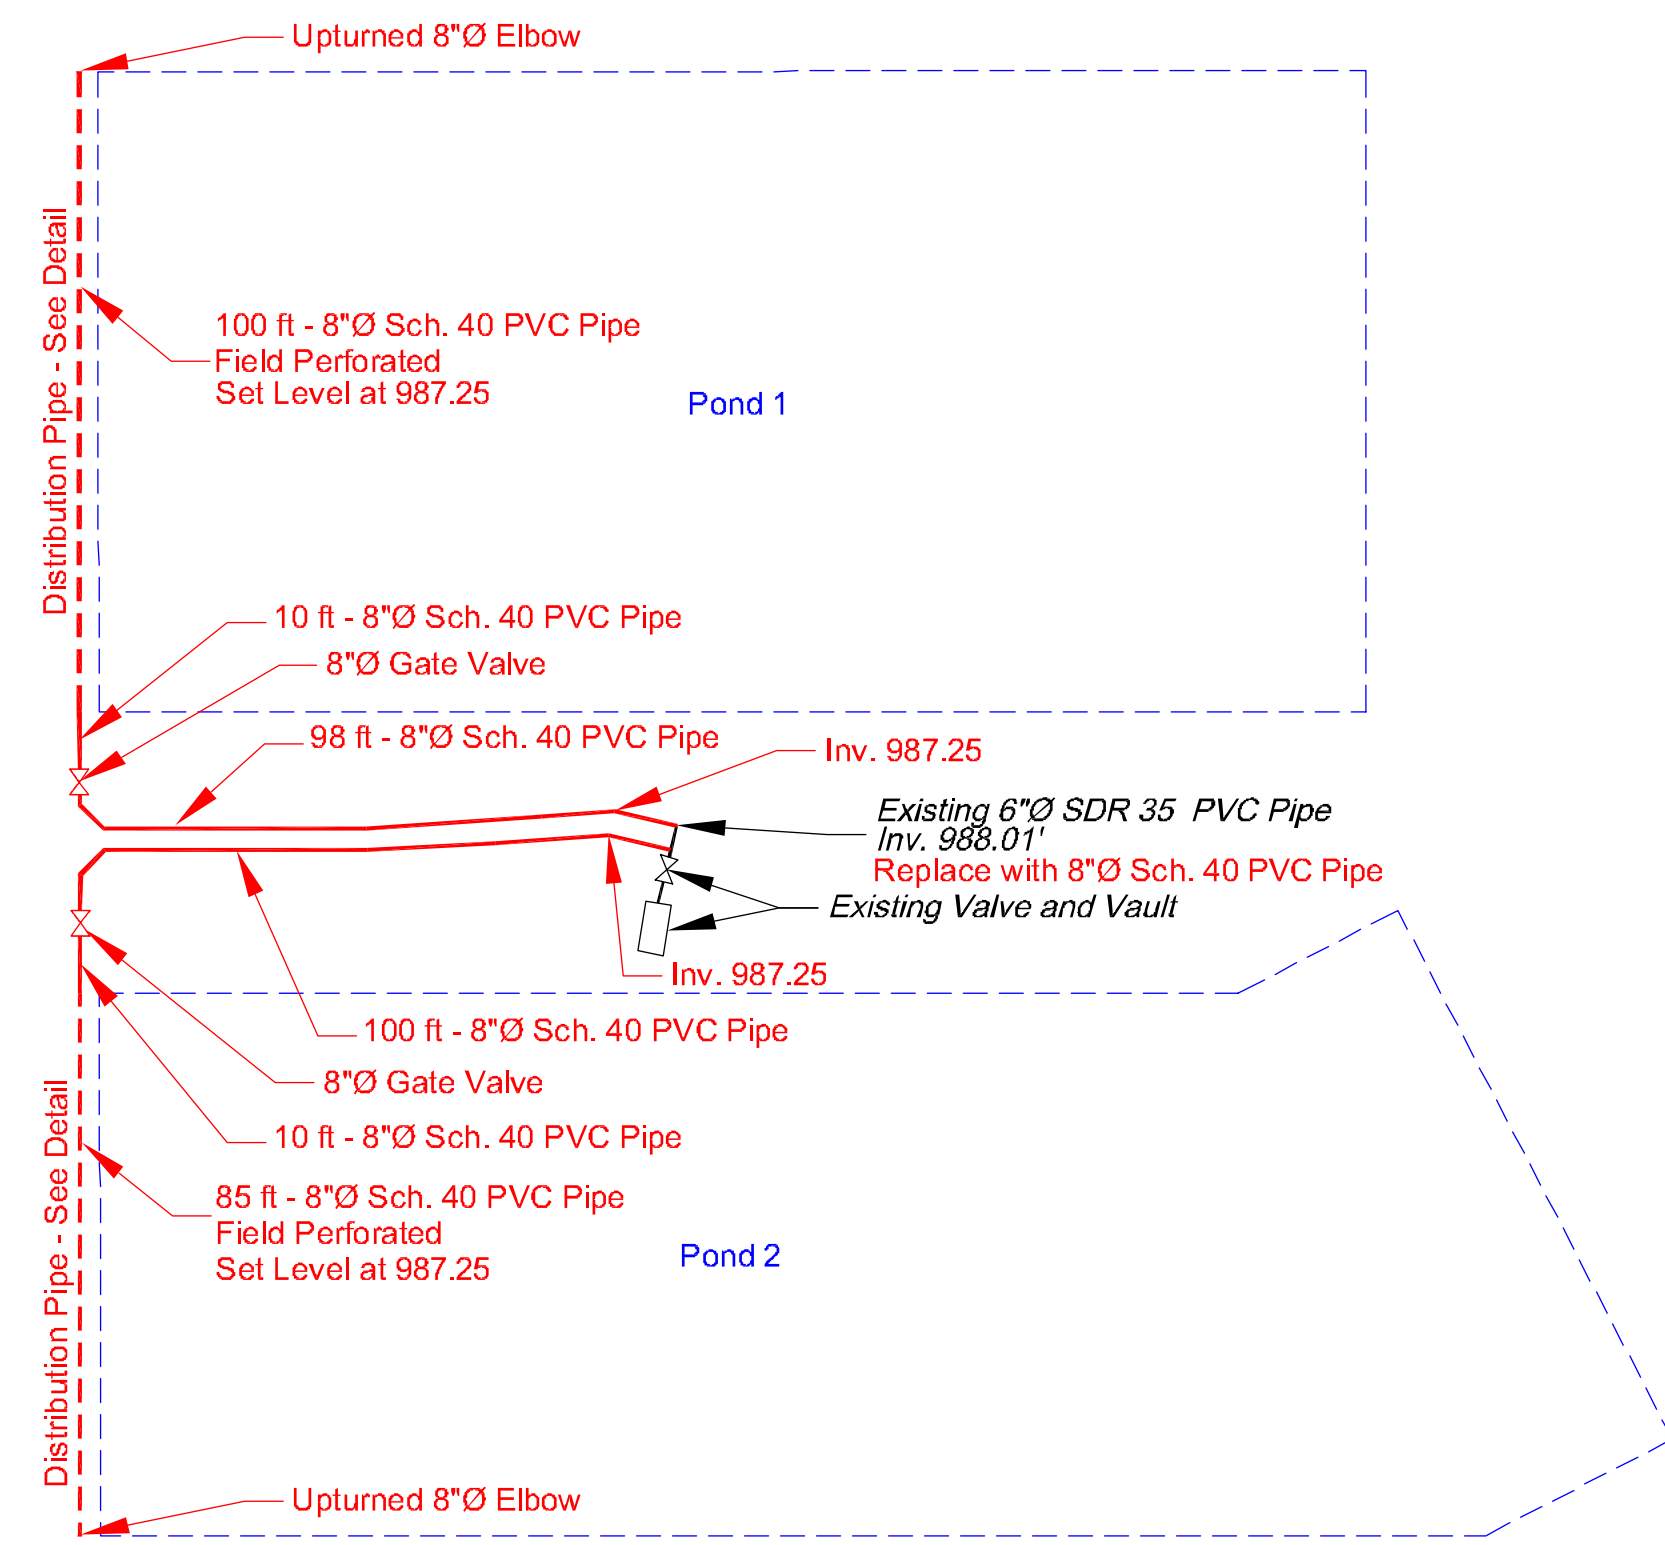 Upturned 8"Ø Elbow
Distribution Pipe - See Detail
100 ft - 8"Ø Sch. 40 PVC Pipe
Field Perforated
Set Level at 987.25
Pond 1
10 ft - 8"Ø Sch. 40 PVC Pipe
8"Ø Gate Valve
98 ft - 8"Ø Sch. 40 PVC Pipe
Inv. 987.25
Existing 6"Ø SDR 35 PVC Pipe
Inv. 988.01'
Replace with 8"Ø Sch. 40 PVC Pipe
Existing Valve and Vault
Inv. 987.25
100 ft - 8"Ø Sch. 40 PVC Pipe
8"Ø Gate Valve
10 ft - 8"Ø Sch. 40 PVC Pipe
Distribution Pipe - See Detail
85 ft - 8"Ø Sch. 40 PVC Pipe
Field Perforated
Set Level at 987.25
Pond 2
Upturned 8"Ø Elbow